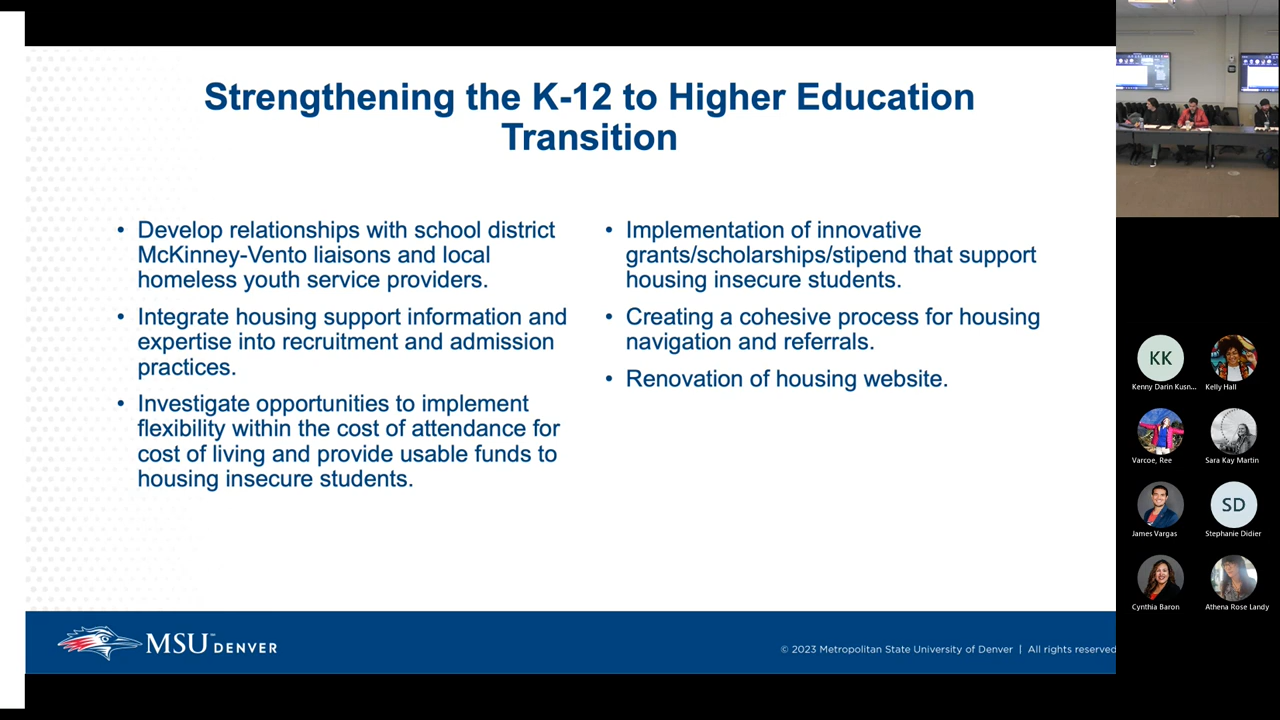 Strengthening the K-12 to Higher Education
Transition
• Develop relationships with school district
McKinney-Vento liaisons and local
homeless youth service providers.
• Integrate housing support information and
expertise into recruitment and admission
practices.
• Investigate opportunities to implement
flexibility within the cost of attendance for
cost of living and provide usable funds to
housing insecure students.
• Implementation of innovative
grants/scholarships/stipend that support
housing insecure students.
• Creating a cohesive process for housing
navigation and referrals.
• Renovation of housing website.
MSU DENVER
© 2023 Metropolitan State University of Denver | All rights reserved
KK
Kenny Darin Kusn...
Kelly Hall
Varcoe, Ree
Sara Kay Martin
James Vargas
SD
Stephanie Didier
Cynthia Baron
Athena Rose Landy